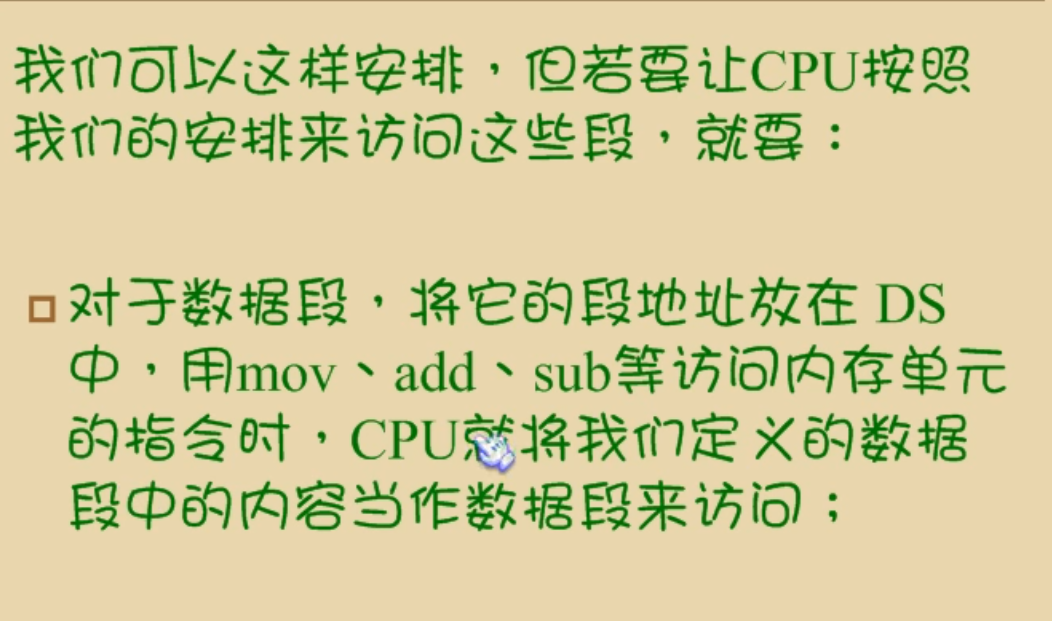 我们可以这样安排，但若要让CPU按照
我们的安排来访问这些段，就要：
对于数据段，将它的段地址放在 DS
中，用mov、add、sub等访问内存单元
的指令时，CPU就将我们定义的数据
段中的内容当作数据段来访问；